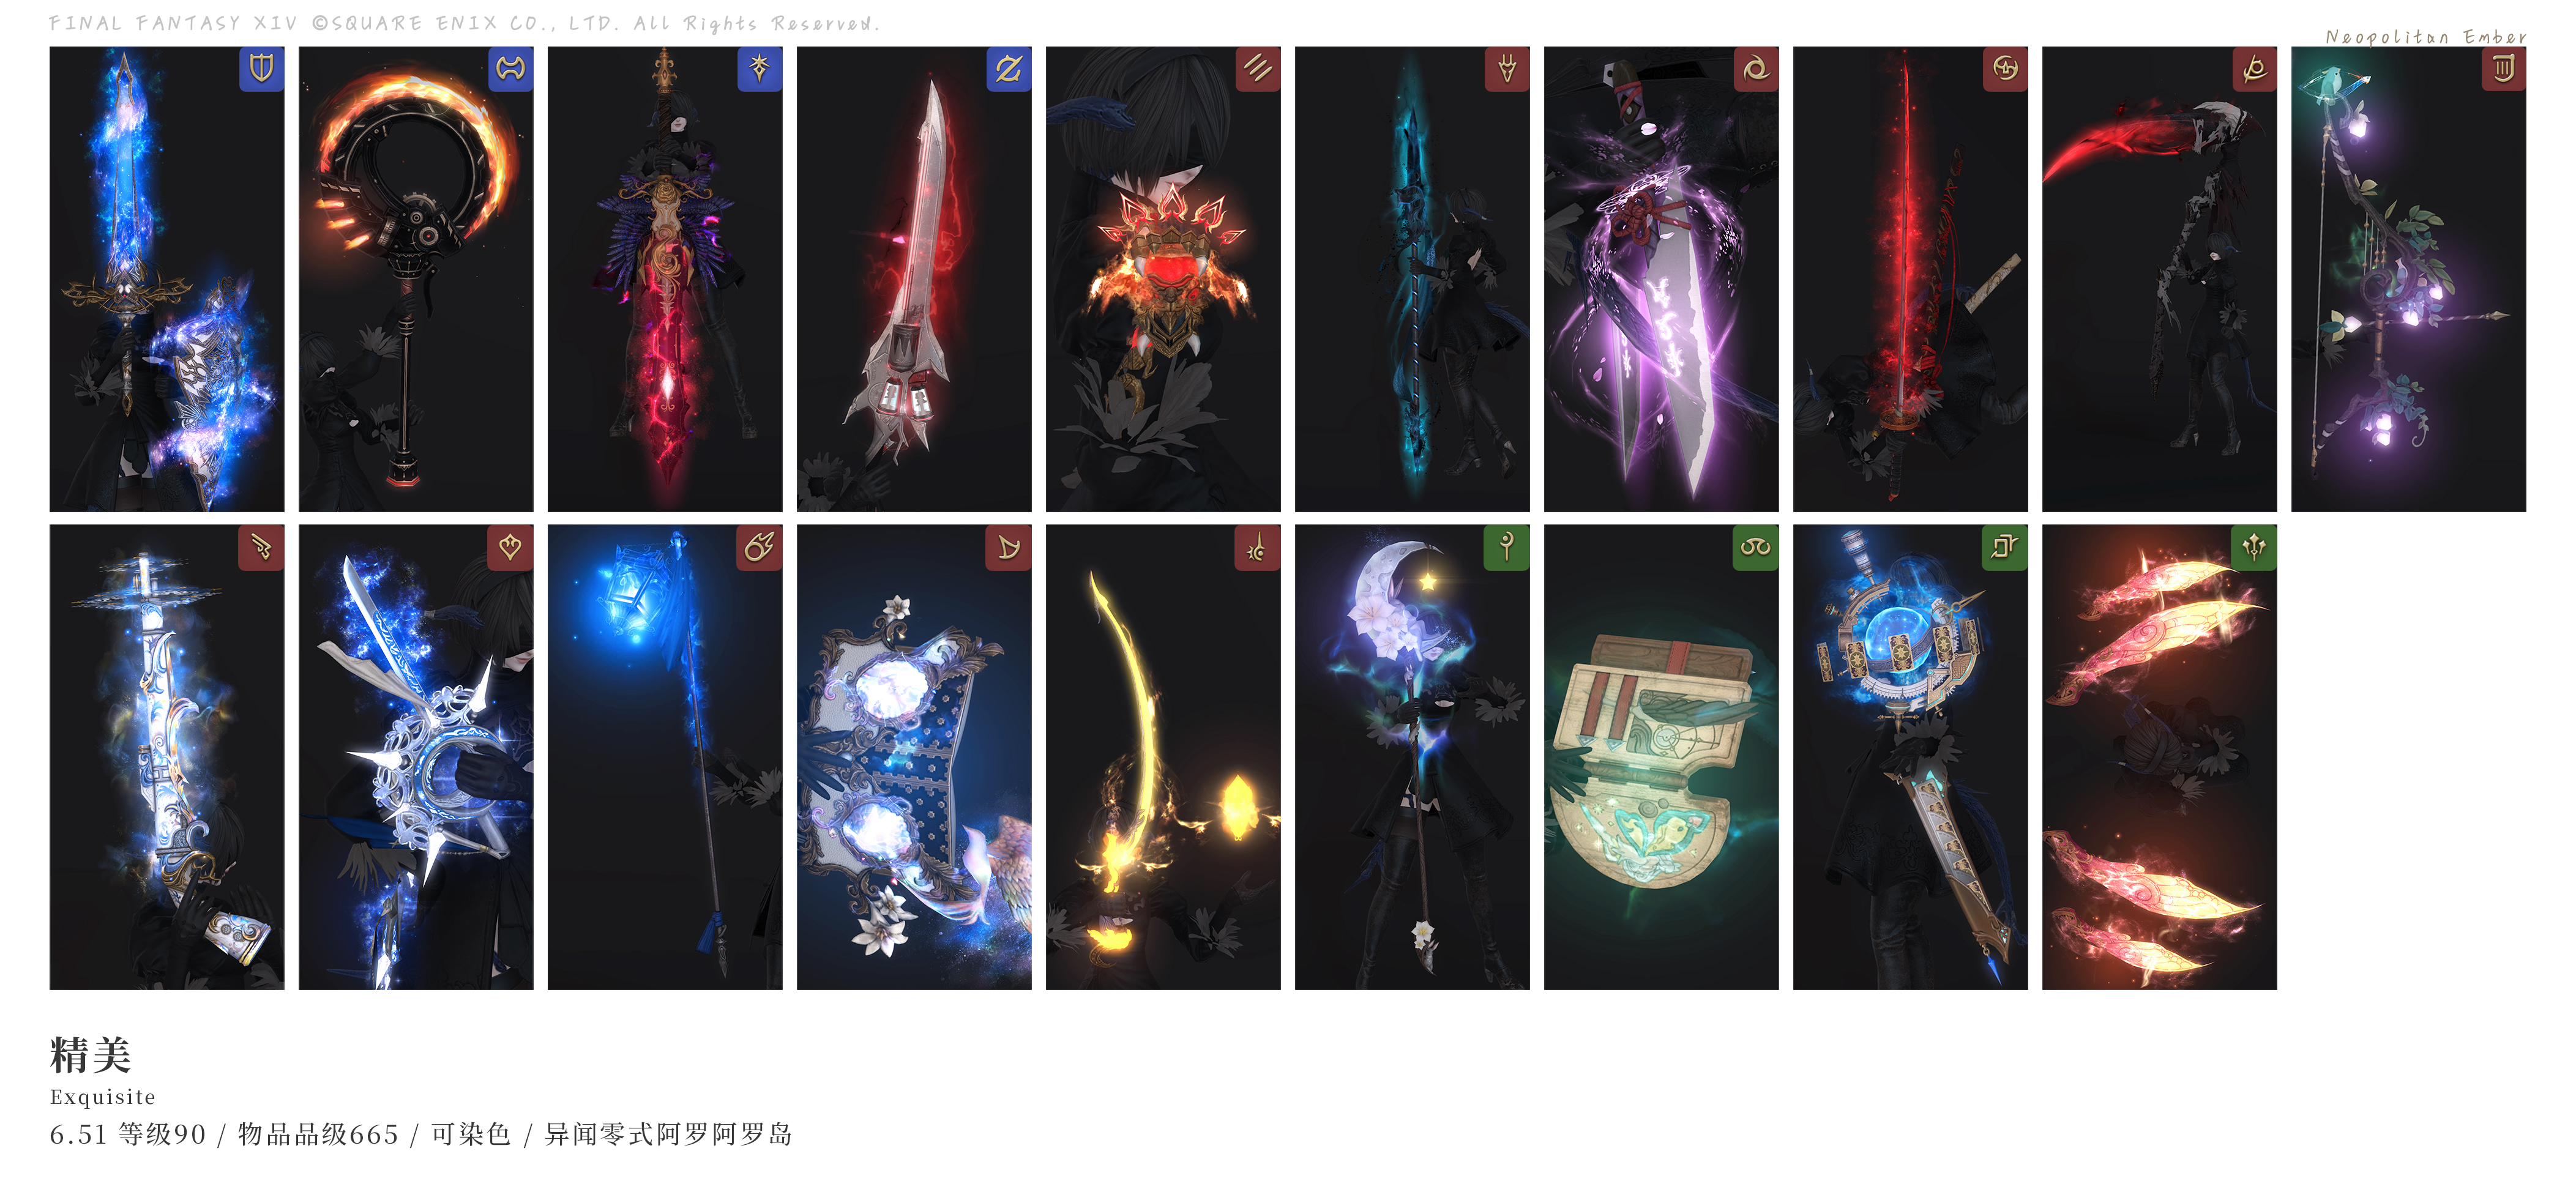 FINAL FANTASY XIV ©SQUARE ENIX CO., LTD. All Rights Reserved.
Neopolitan Ember
精美
Exquisite
6.51 等级90 / 物品品级665 / 可染色 / 异闻零式阿罗阿罗岛